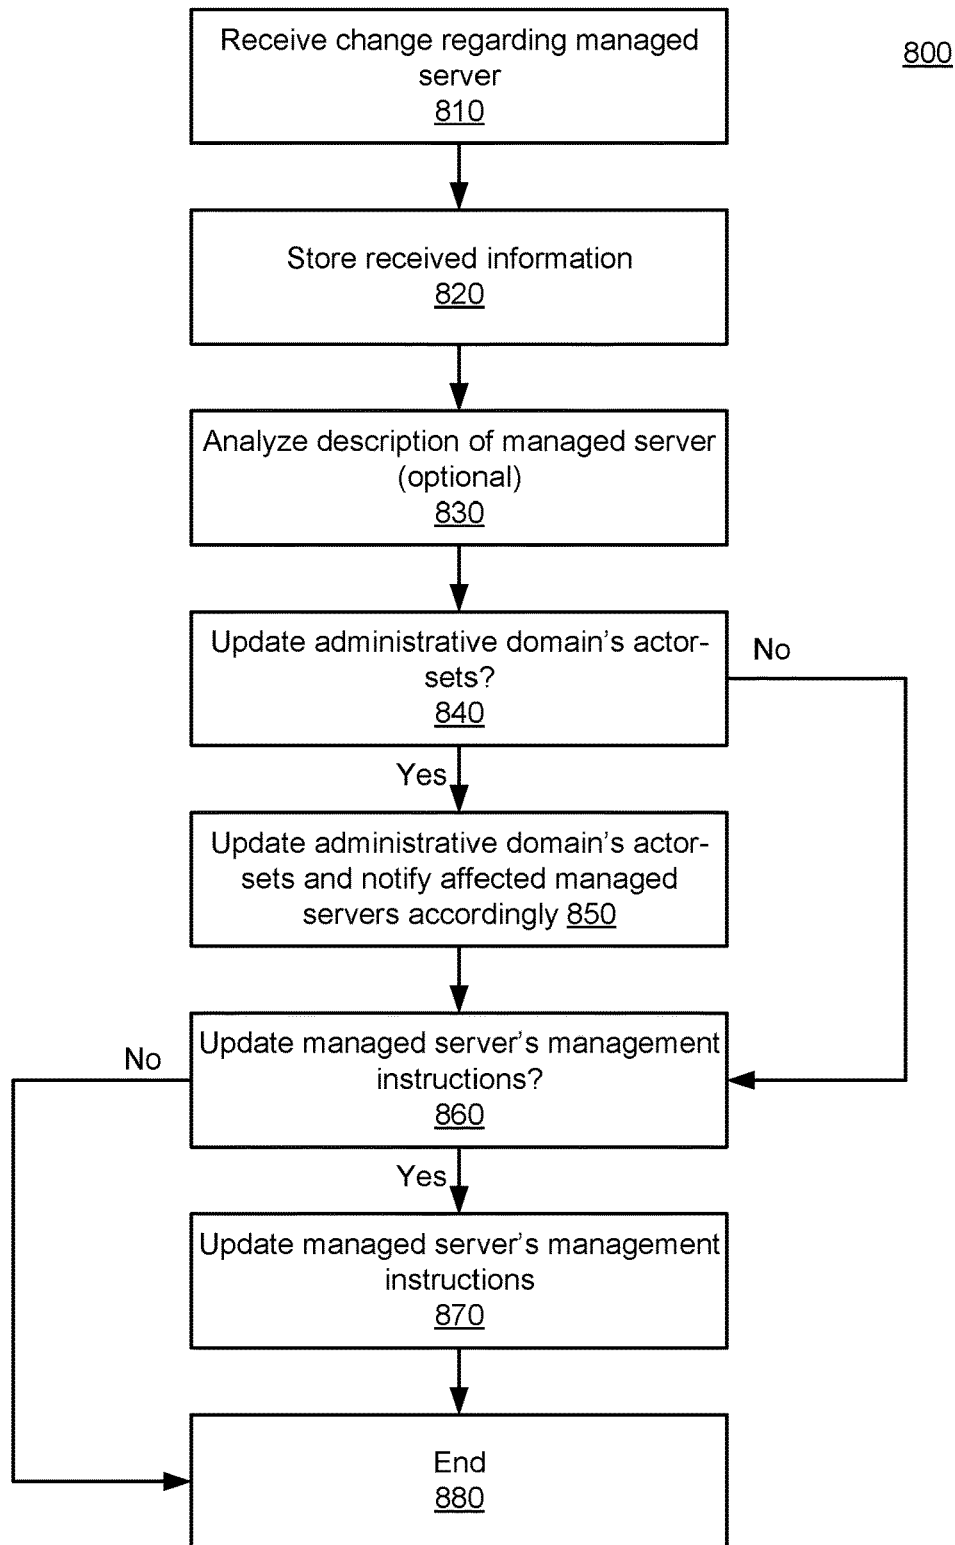 Receive change regarding managed
server
810
800
Store received information
820
Analyze description of managed server
(optional)
830
Update administrative domain's actor-
sets?
840
No
Yes
Update administrative domain's actor-
sets and notify affected managed
servers accordingly 850
Update managed server's management
instructions?
860
No
Yes
Update managed server's management
instructions
870
End
880